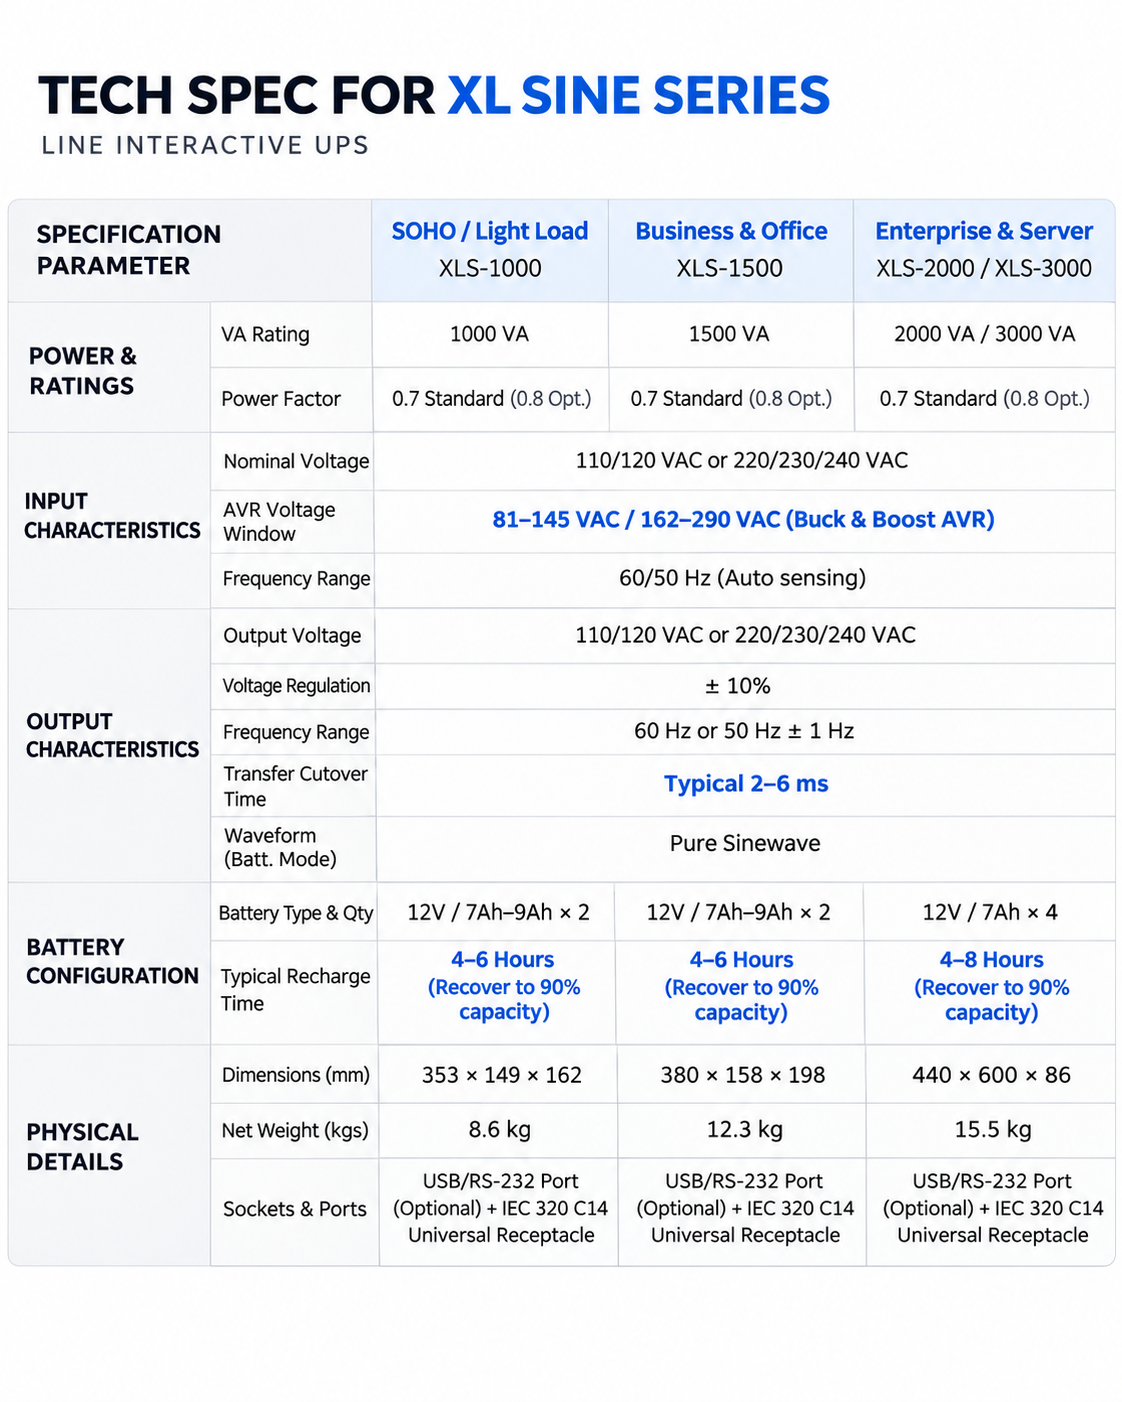 TECH SPEC FOR XL SINE SERIES
LINE INTERACTIVE UPS
SPECIFICATION
PARAMETER
SOHO / Light Load
XLS-1000
Business & Office
XLS-1500
Enterprise & Server
XLS-2000 / XLS-3000
POWER &
RATINGS
VA Rating
1000 VA
1500 VA
2000 VA / 3000 VA
Power Factor
0.7 Standard (0.8 Opt.)
0.7 Standard (0.8 Opt.)
0.7 Standard (0.8 Opt.)
INPUT
CHARACTERISTICS
Nominal Voltage
110/120 VAC or 220/230/240 VAC
AVR Voltage
Window
81–145 VAC / 162–290 VAC (Buck & Boost AVR)
Frequency Range
60/50 Hz (Auto sensing)
OUTPUT
CHARACTERISTICS
Output Voltage
110/120 VAC or 220/230/240 VAC
Voltage Regulation
± 10%
Frequency Range
60 Hz or 50 Hz ± 1 Hz
Transfer Cutover
Time
Typical 2–6 ms
Waveform
(Batt. Mode)
Pure Sinewave
BATTERY
CONFIGURATION
Battery Type & Qty
12V / 7Ah–9Ah × 2
12V / 7Ah–9Ah × 2
12V / 7Ah × 4
Typical Recharge
Time
4–6 Hours
(Recover to 90%
capacity)
4–6 Hours
(Recover to 90%
capacity)
4–8 Hours
(Recover to 90%
capacity)
PHYSICAL
DETAILS
Dimensions (mm)
353 × 149 × 162
380 × 158 × 198
440 × 600 × 86
Net Weight (kgs)
8.6 kg
12.3 kg
15.5 kg
Sockets & Ports
USB/RS-232 Port
(Optional) + IEC 320 C14
Universal Receptacle
USB/RS-232 Port
(Optional) + IEC 320 C14
Universal Receptacle
USB/RS-232 Port
(Optional) + IEC 320 C14
Universal Receptacle